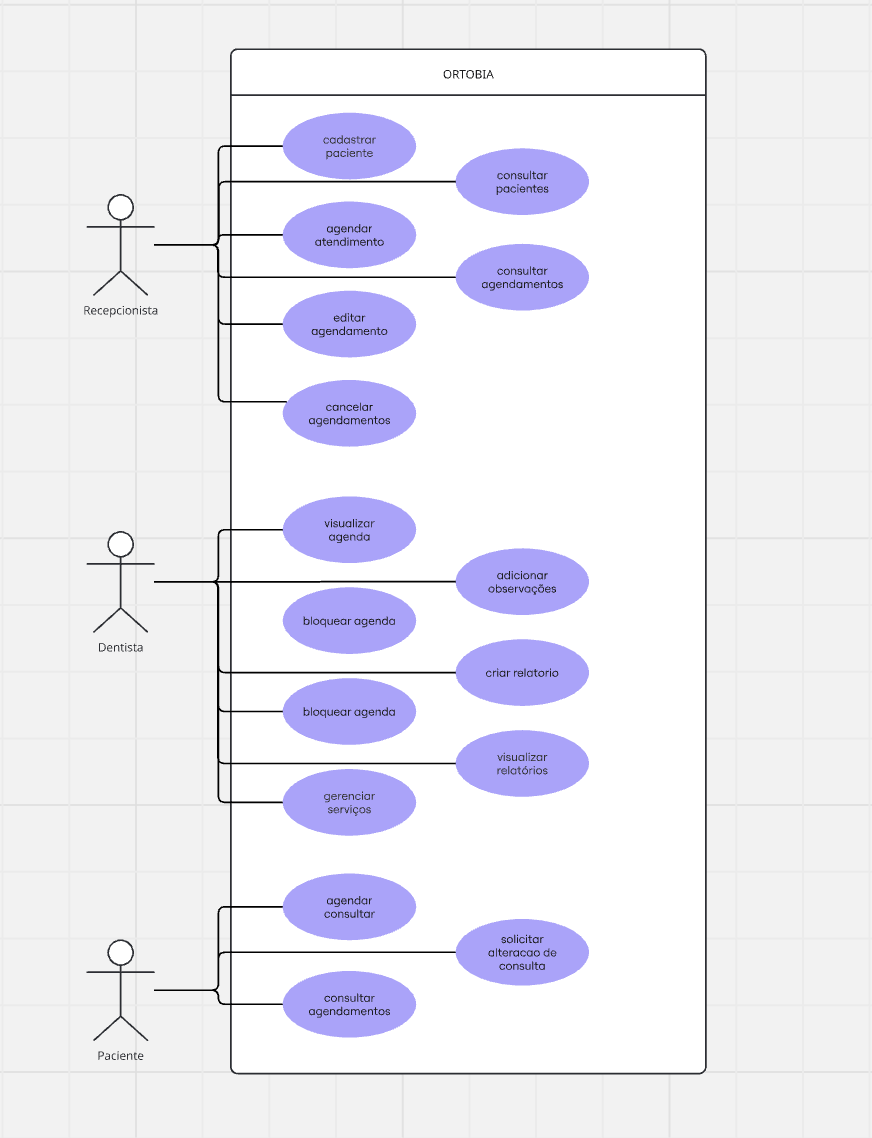 ORTOBIA
cadastrar
paciente
consultar
pacientes
agendar
atendimento
consultar
agendamentos
editar
agendamento
Recepcionista
cancelar
agendamentos
visualizar
agenda
adicionar
observações
bloquear agenda
Dentista
criar relatorio
bloquear agenda
visualizar
relatórios
gerenciar
serviços
agendar
consultar
solicitar
alteracao de
consulta
consultar
agendamentos
Paciente